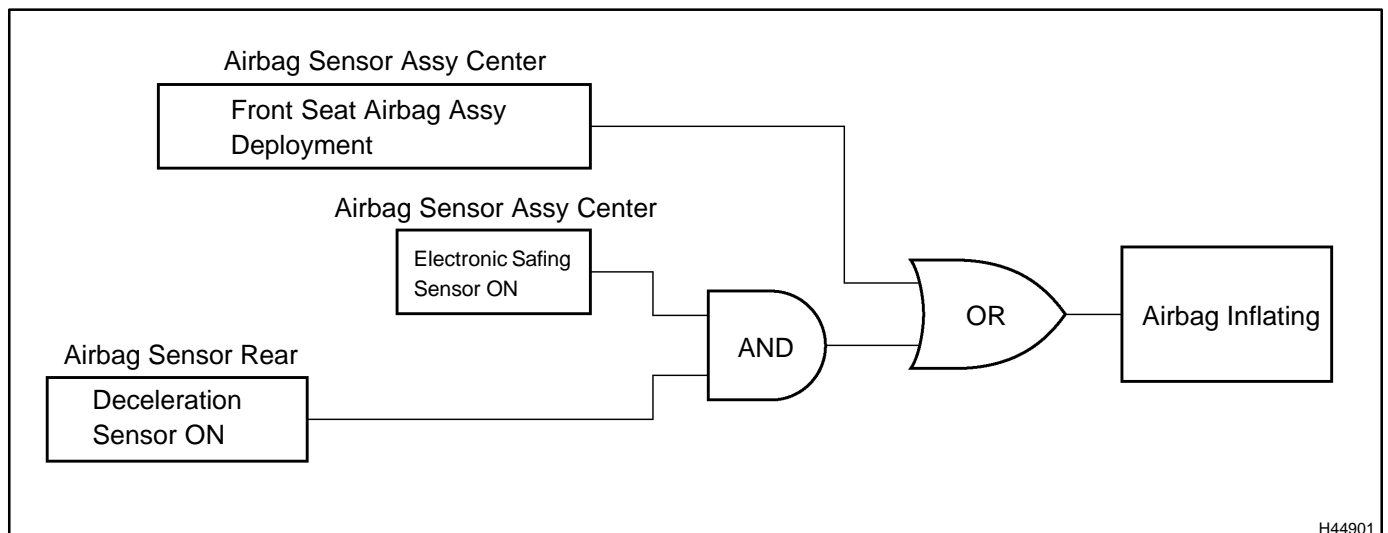 Airbag Sensor Assy Center
Front Seat Airbag Assy
Deployment
Airbag Sensor Assy Center
Electronic Safing
Sensor ON
Airbag Sensor Rear
Deceleration
Sensor ON
AND
OR
Airbag Inflating
H44901